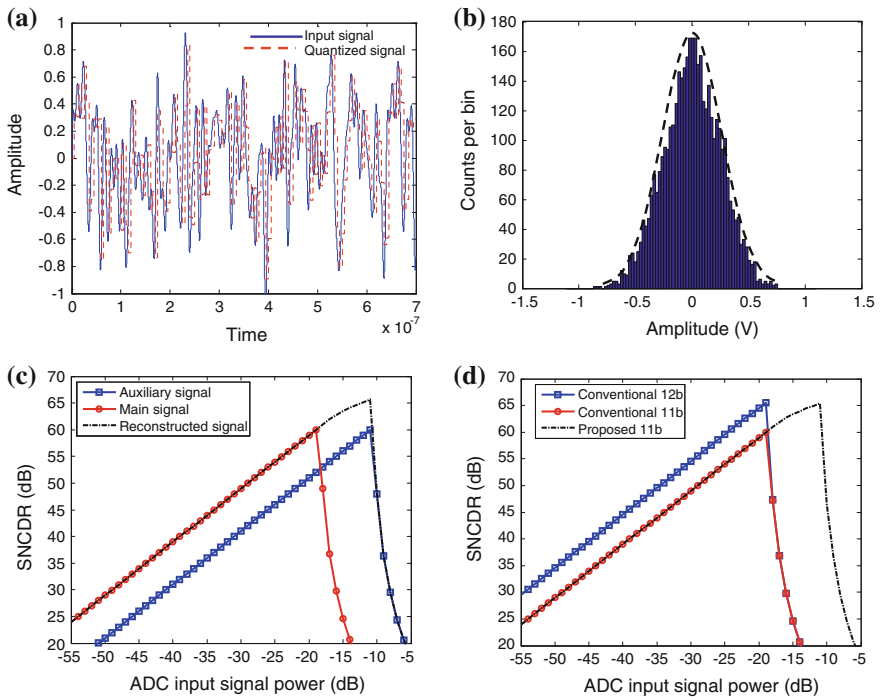 (a)
Input signal
Quantized signal
Amplitude
1
0.8
0.6
0.4
0.2
0
-0.2
-0.4
-0.6
-0.8
-1
0 1 2 3 4 5 6 7
x 10⁻⁷
Time
(b)
Counts per bin
180
160
140
120
100
80
60
40
20
0
-1.5 -1 -0.5 0 0.5 1 1.5
Amplitude (V)
(c)
Auxiliary signal
Main signal
Reconstructed signal
SNCDR (dB)
70
65
60
55
50
45
40
35
30
25
20
-55 -50 -45 -40 -35 -30 -25 -20 -15 -10 -5
ADC input signal power (dB)
(d)
Conventional 12b
Conventional 11b
Proposed 11b
SNCDR (dB)
70
65
60
55
50
45
40
35
30
25
20
-55 -50 -45 -40 -35 -30 -25 -20 -15 -10 -5
ADC input signal power (dB)